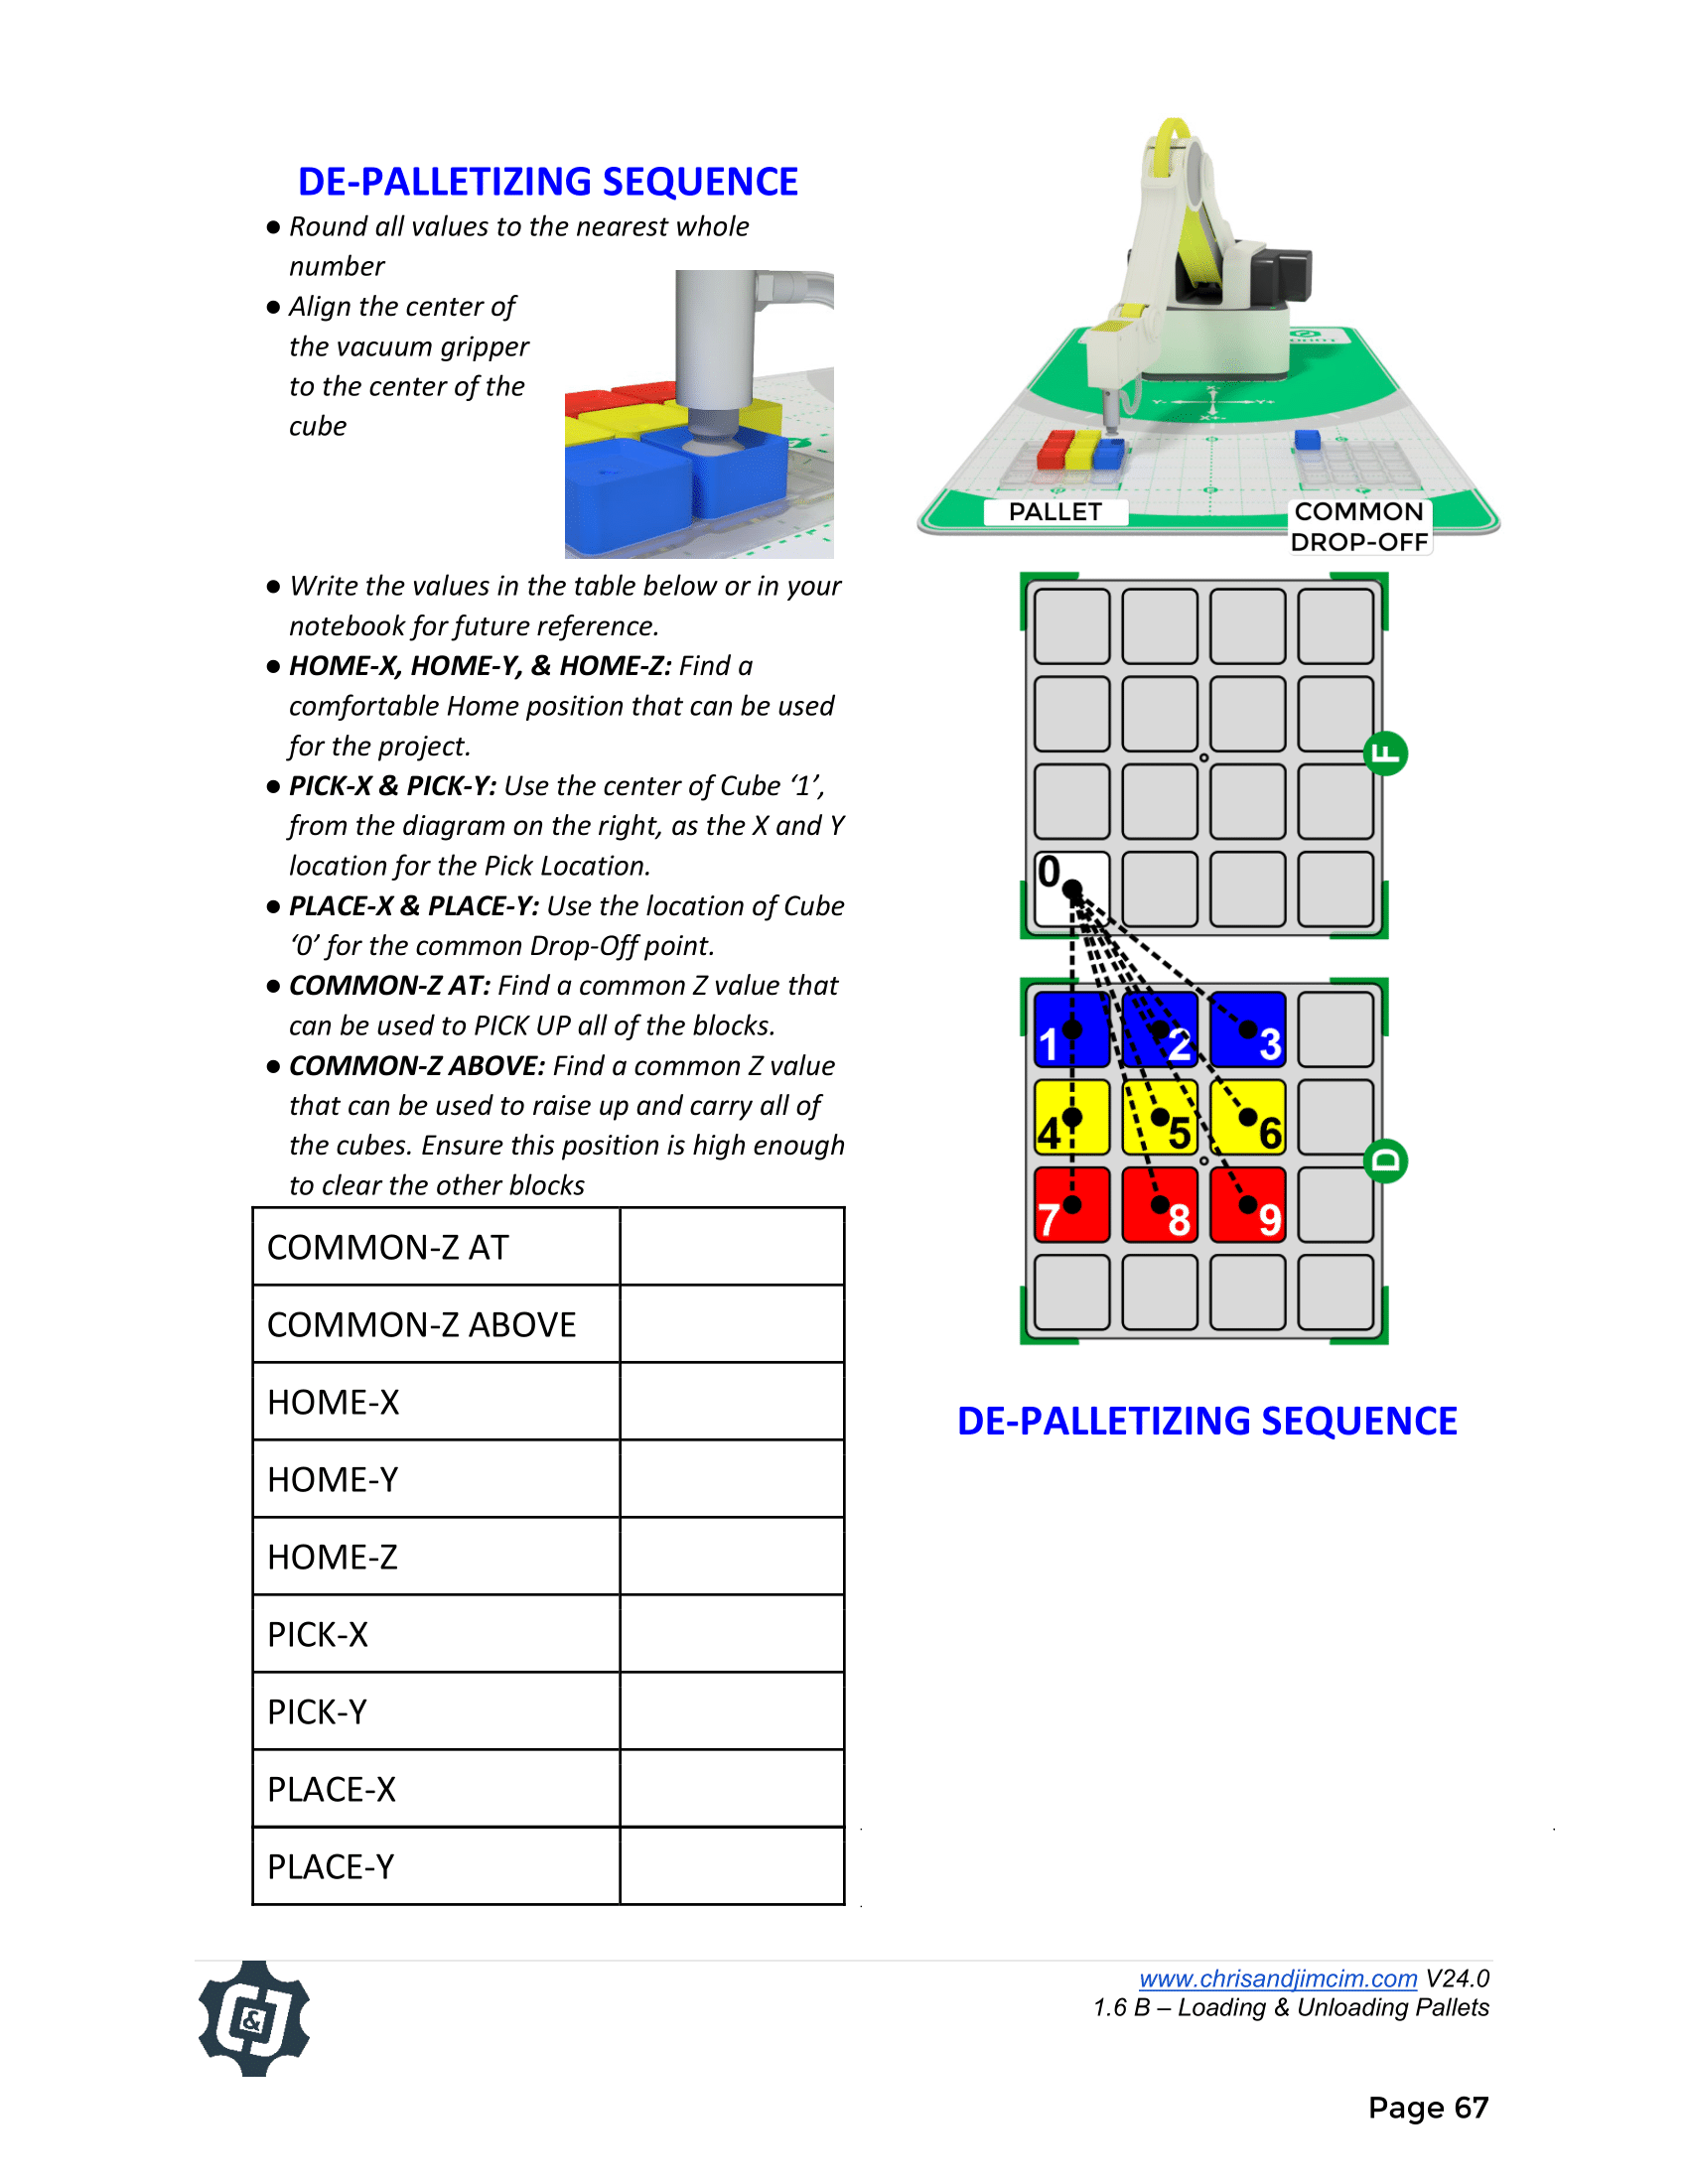 DE-PALLETIZING SEQUENCE
● Round all values to the nearest whole
number
● Align the center of
the vacuum gripper
to the center of the
cube
● Write the values in the table below or in your
notebook for future reference.
● HOME-X, HOME-Y, & HOME-Z: Find a
comfortable Home position that can be used
for the project.
● PICK-X & PICK-Y: Use the center of Cube ‘1’,
from the diagram on the right, as the X and Y
location for the Pick Location.
● PLACE-X & PLACE-Y: Use the location of Cube
‘0’ for the common Drop-Off point.
● COMMON-Z AT: Find a common Z value that
can be used to PICK UP all of the blocks.
● COMMON-Z ABOVE: Find a common Z value
that can be used to raise up and carry all of
the cubes. Ensure this position is high enough
to clear the other blocks
COMMON-Z AT
COMMON-Z ABOVE
HOME-X
HOME-Y
HOME-Z
PICK-X
PICK-Y
PLACE-X
PLACE-Y
X-
Y- Y+
X+
PALLET
COMMON
DROP-OFF
F
0
1 2 3
4 5 6
D
7 8 9
DE-PALLETIZING SEQUENCE
&
www.chrisandjimcim.com V24.0
1.6 B – Loading & Unloading Pallets
Page 67